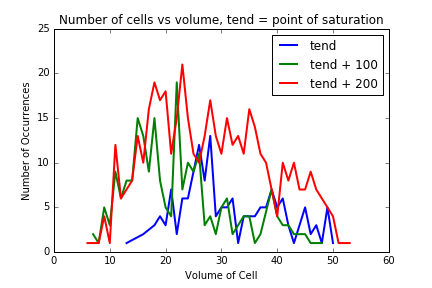 Number of cells vs volume, tend = point of saturation
25
20
15
10
5
0
Number of Occurrences
tend
tend + 100
tend + 200
0 10 20 30 40 50 60
Volume of Cell